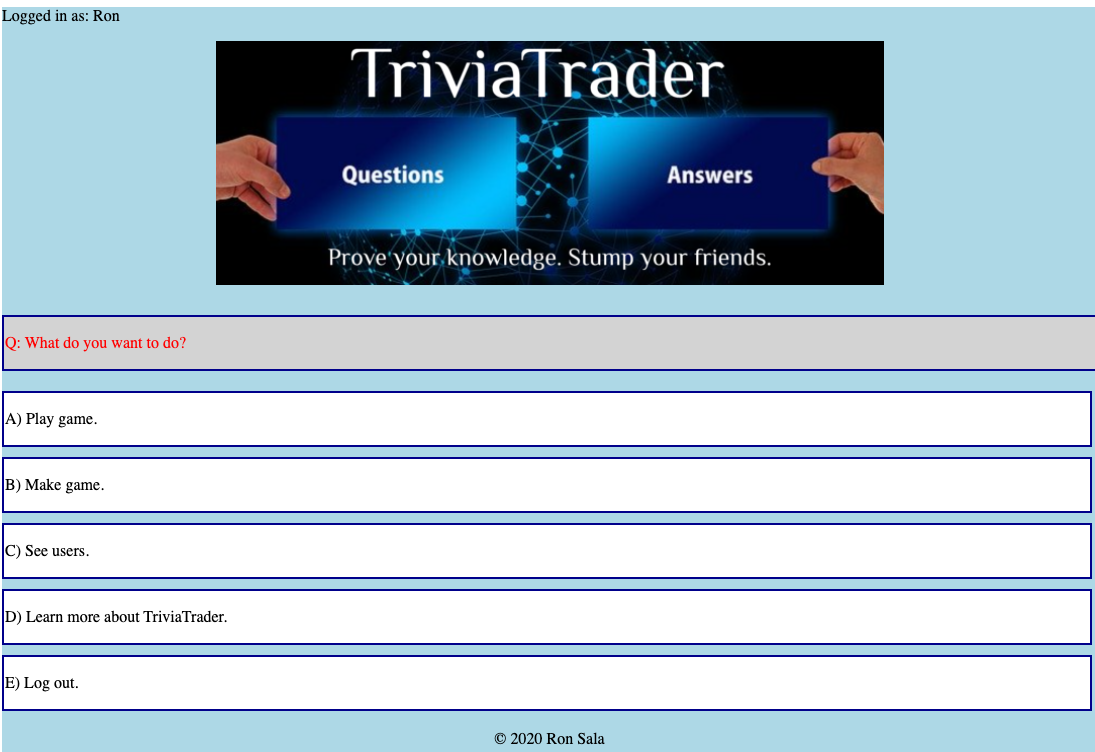 Logged in as: Ron
TriviaTrader
Questions
Answers
Prove your knowledge. Stump your friends.
Q: What do you want to do?
A) Play game.
B) Make game.
C) See users.
D) Learn more about TriviaTrader.
E) Log out.
© 2020 Ron Sala